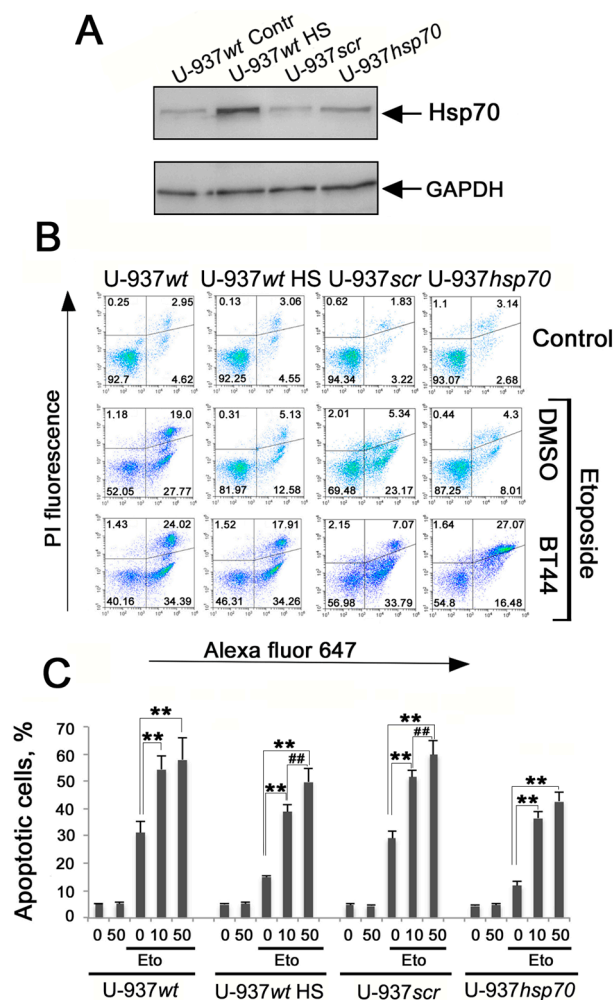 A
U-937wt Contr
U-937wt HS
U-937scr
U-937hsp70
Hsp70
GAPDH
B
U-937wt U-937wt HS U-937scr U-937hsp70
0.25 2.95 0.13 3.06 0.62 1.83 1.1 3.14
Control
92.7 4.62 92.25 4.55 94.34 3.22 93.07 2.68
1.18 19.0 0.31 5.13 2.01 5.34 0.44 4.3
DMSO
52.05 27.77 81.97 12.58 69.48 23.17 87.25 8.01
1.43 24.02 1.52 17.91 2.15 7.07 1.64 27.07
BT44
40.16 34.39 46.31 34.26 56.98 33.79 54.8 16.48
Etoposide
PI fluorescence
Alexa fluor 647
C
Apoptotic cells, %
70
60
50
40
30
20
10
0
** ** ** ** ## ** ** ## ** **
0 50 0 10 50 0 50 0 10 50 0 50 0 10 50 0 50 0 10 50
Eto Eto Eto Eto
U-937wt U-937wt HS U-937scr U-937hsp70